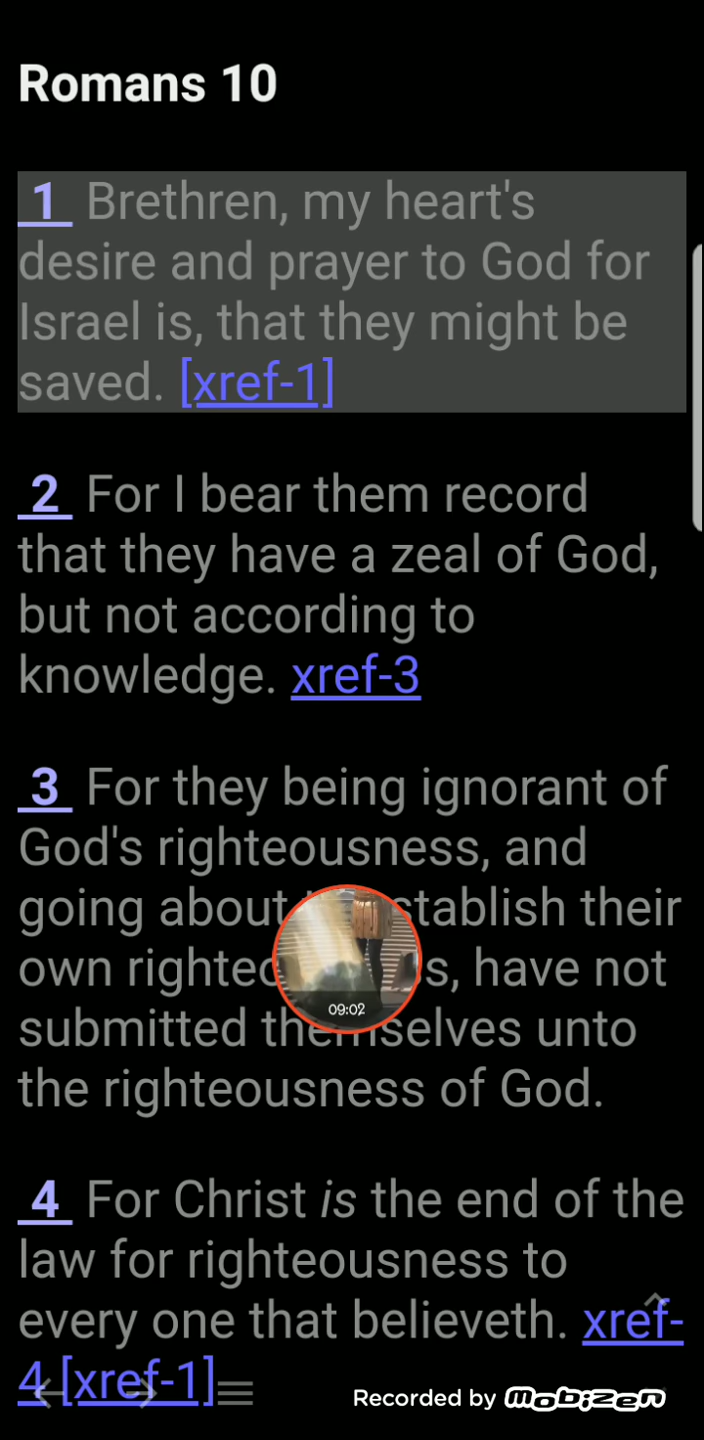 Romans 10
1 Brethren, my heart's
desire and prayer to God for
Israel is, that they might be
saved. [xref-1]
2 For I bear them record
that they have a zeal of God,
but not according to
knowledge. xref-3
3 For they being ignorant of
God's righteousness, and
going about stablish their
own righteo s, have not
submitted themselves unto
the righteousness of God.
09:02
4 For Christ is the end of the
law for righteousness to
every one that believeth. xref-
4 [xref-1]
Recorded by mobizen